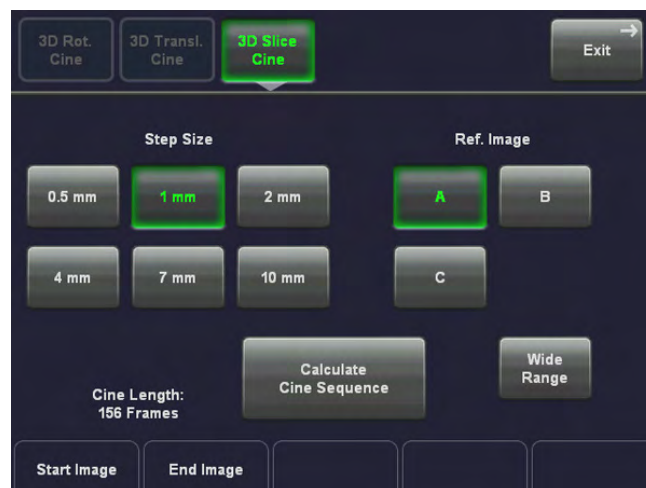 3D Rot.
Cine
3D Transl.
Cine
3D Slice
Cine
Exit
Step Size
Ref. Image
0.5 mm
1 mm
2 mm
A
B
4 mm
7 mm
10 mm
C
Calculate
Cine Sequence
Wide
Range
Cine Length:
156 Frames
Start Image
End Image